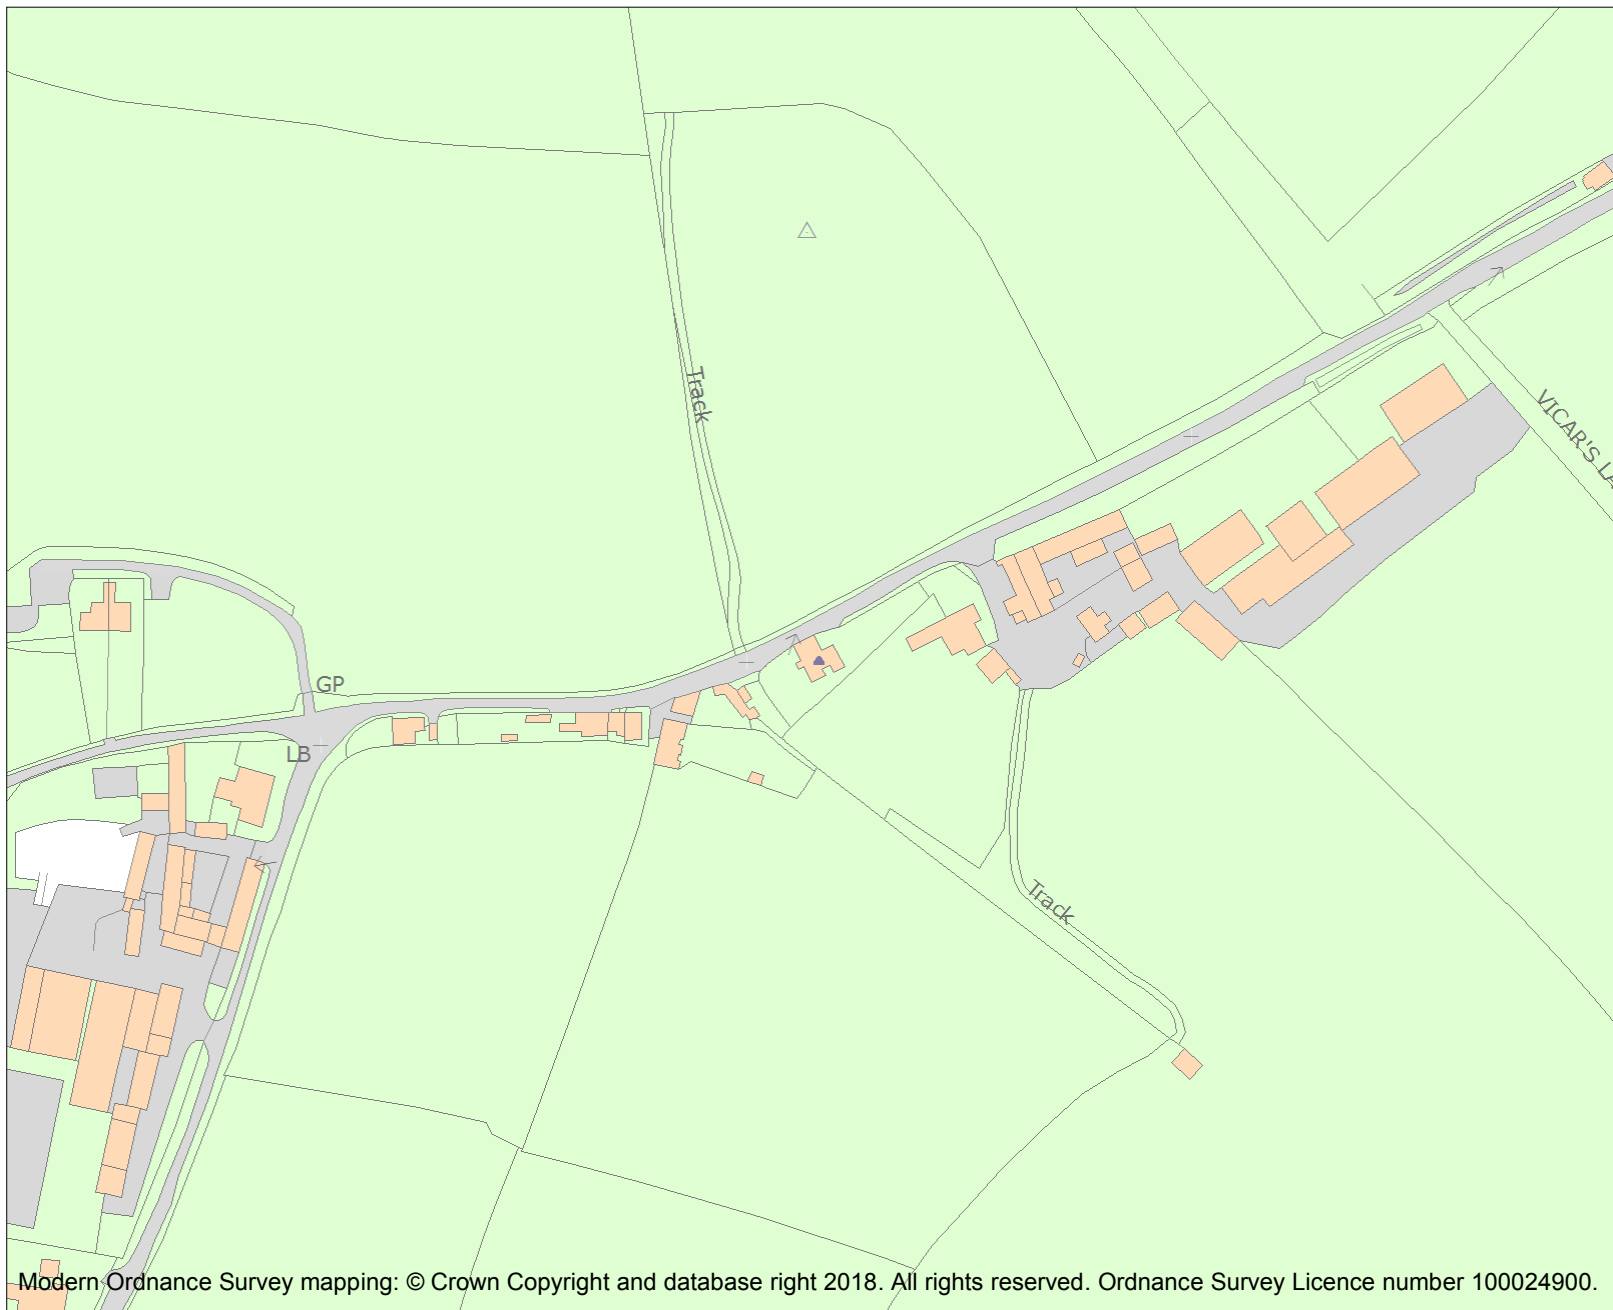 Track
VICAR'S LA
GP
LB
Track
Modern Ordnance Survey mapping: © Crown Copyright and database right 2018. All rights reserved. Ordnance Survey Licence number 100024900.